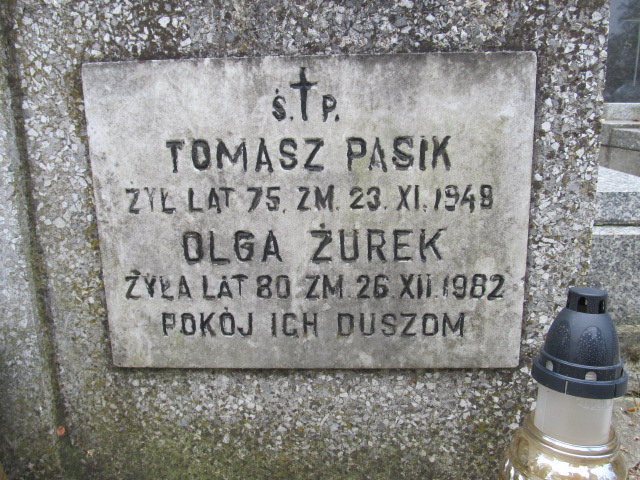 Ś.P.
TOMASZ PASIK
ŻYŁ LAT 75. ZM. 23. XI. 1948
OLGA ŻUREK
ŻYŁA LAT 80 ZM 26 XII 1982
POKÓJ ICH DUSZOM